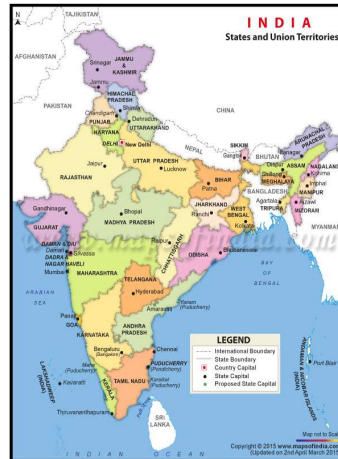 INDIA
States and Union Territories
N
TAJIKISTAN
AFGHANISTAN
JAMMU
&
KASHMIR
Srinagar
Jammu
PAKISTAN
HIMACHAL
PRADESH
Shimla
Chandigarh
PUNJAB
Dehradun
UTTARAKHAND
HARYANA
DELHI
New Delhi
CHINA
NEPAL
SIKKIM
Gangtok
BHUTAN
ARUNACHAL PRADESH
Itanagar
Dispur
ASSAM
NAGALAND
Kohima
Shillong
MEGHALAYA
Imphal
MANIPUR
BANGLADESH
Agartala
TRIPURA
Aizawl
MIZORAM
MYANMAR
Jaipur
RAJASTHAN
UTTAR PRADESH
Lucknow
BIHAR
Patna
JHARKHAND
Ranchi
WEST
BENGAL
Kolkata
Gandhinagar
GUJARAT
Bhopal
MADHYA PRADESH
Raipur
CHHATTISGARH
Bhubaneswar
ODISHA
DAMAN & DIU
Daman
Silvassa
DADRA &
NAGAR HAVELI
Mumbai
MAHARASHTRA
ARABIAN
SEA
BAY
OF
BENGAL
TELANGANA
Hyderabad
Yanam
(Puducherry)
Amaravati
Panaji
GOA
KARNATAKA
ANDHRA
PRADESH
Bengaluru
(Bangalore)
Chennai
Mahe
(Puducherry)
PUDUCHERRY
(Puducherry)
Karaikal
(Puducherry)
TAMIL NADU
KERALA
LAKSHADWEEP
(INDIA)
Kavaratti
Thiruvananthapuram
SRI
LANKA
ANDAMAN & NICOBAR ISLANDS
(INDIA)
Port Blair
INDIAN OCEAN
LEGEND
International Boundary
State Boundary
Country Capital
State Capital
Proposed State Capital
Map not to Scale
Copyright © 2015 www.mapsofindia.com
(Updated on 2nd April 2015)